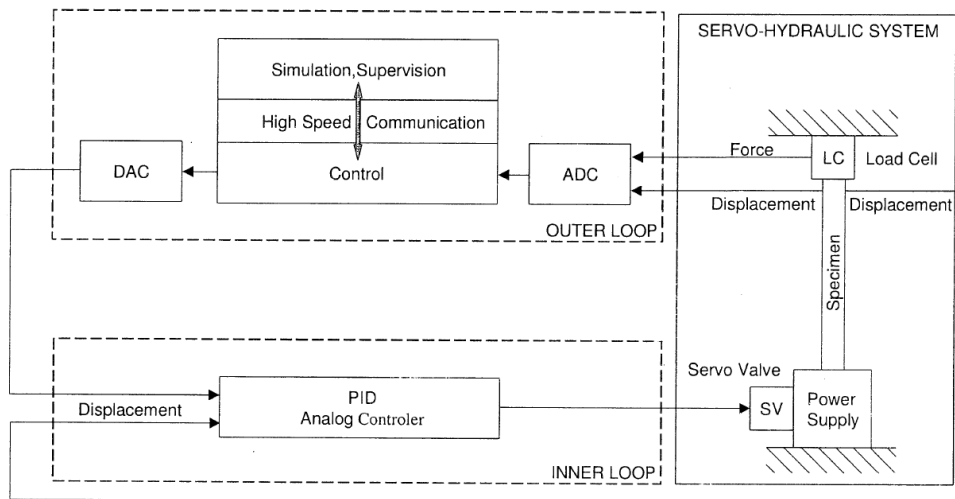 SERVO-HYDRAULIC SYSTEM
Simulation,Supervision
High Speed Communication
Control
DAC
ADC
Force
LC
Load Cell
Displacement
Displacement
OUTER LOOP
Specimen
Servo Valve
PID
Analog Controler
Displacement
SV
Power
Supply
INNER LOOP